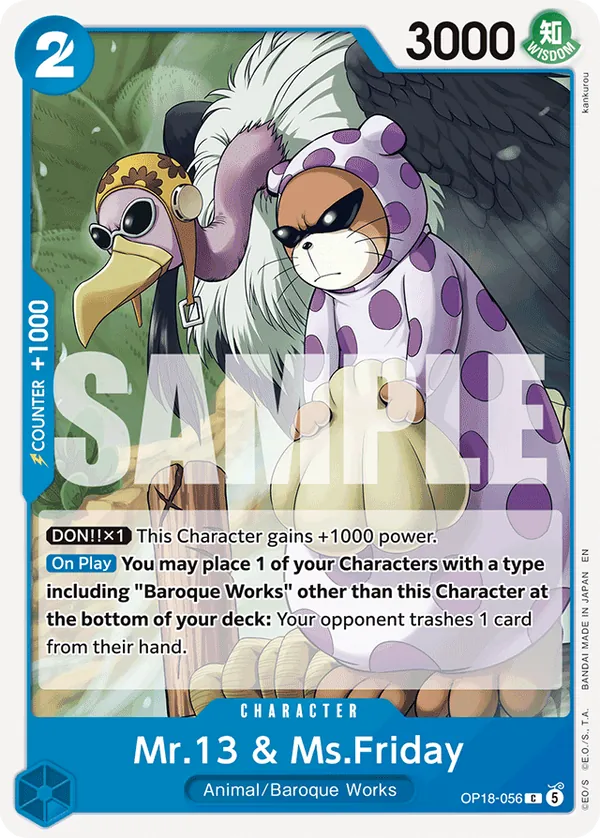 2
3000
知
WISDOM
kankurou
COUNTER +1000
SAMPLE
DON!!×1 This Character gains +1000 power.
On Play You may place 1 of your Characters with a type
including "Baroque Works" other than this Character at
the bottom of your deck: Your opponent trashes 1 card
from their hand.
CHARACTER
Mr.13 & Ms.Friday
Animal/Baroque Works
OP18-056 C 5
BANDAI MADE IN JAPAN EN
©EO/S ©E.O./S., T.A.